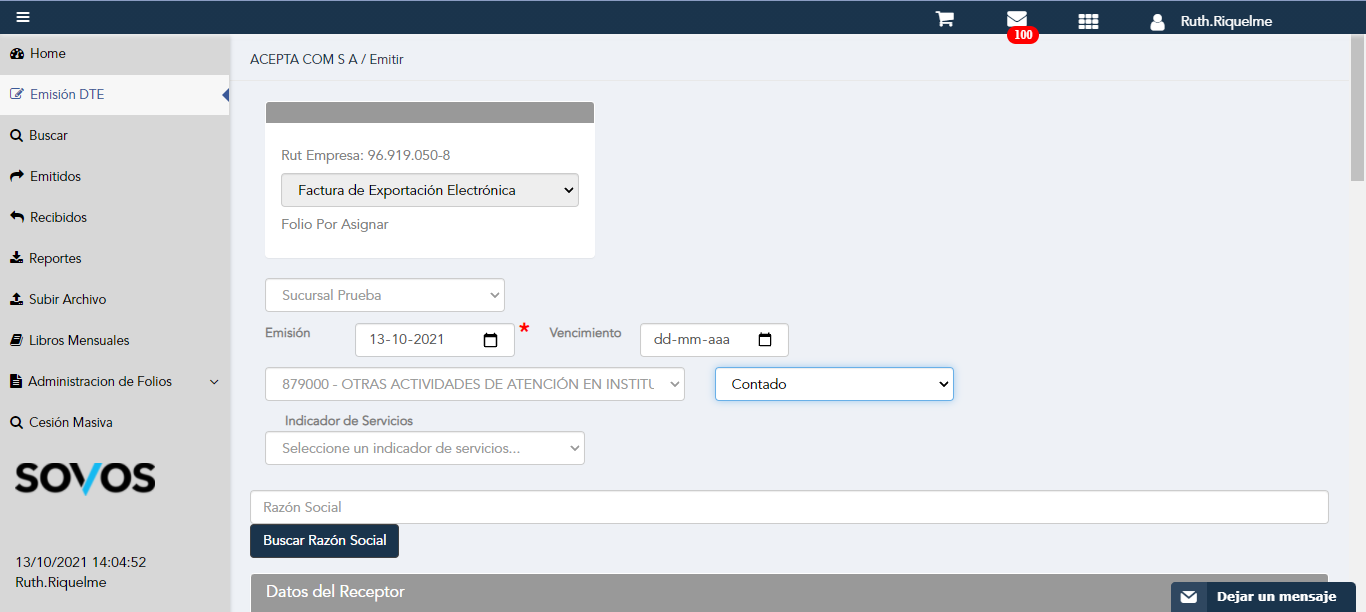 Ruth.Riquelme
100
Home
Emisión DTE
Buscar
Emitidos
Recibidos
Reportes
Subir Archivo
Libros Mensuales
Administracion de Folios
Cesión Masiva
SOVOS
13/10/2021 14:04:52
Ruth.Riquelme
ACEPTA COM S A / Emitir
Rut Empresa: 96.919.050-8
Factura de Exportación Electrónica
Folio Por Asignar
Sucursal Prueba
Emisión 13-10-2021 * Vencimiento dd-mm-aaa
879000 - OTRAS ACTIVIDADES DE ATENCIÓN EN INSTITU Contado
Indicador de Servicios
Seleccione un indicador de servicios...
Razón Social
Buscar Razón Social
Datos del Receptor
Dejar un mensaje